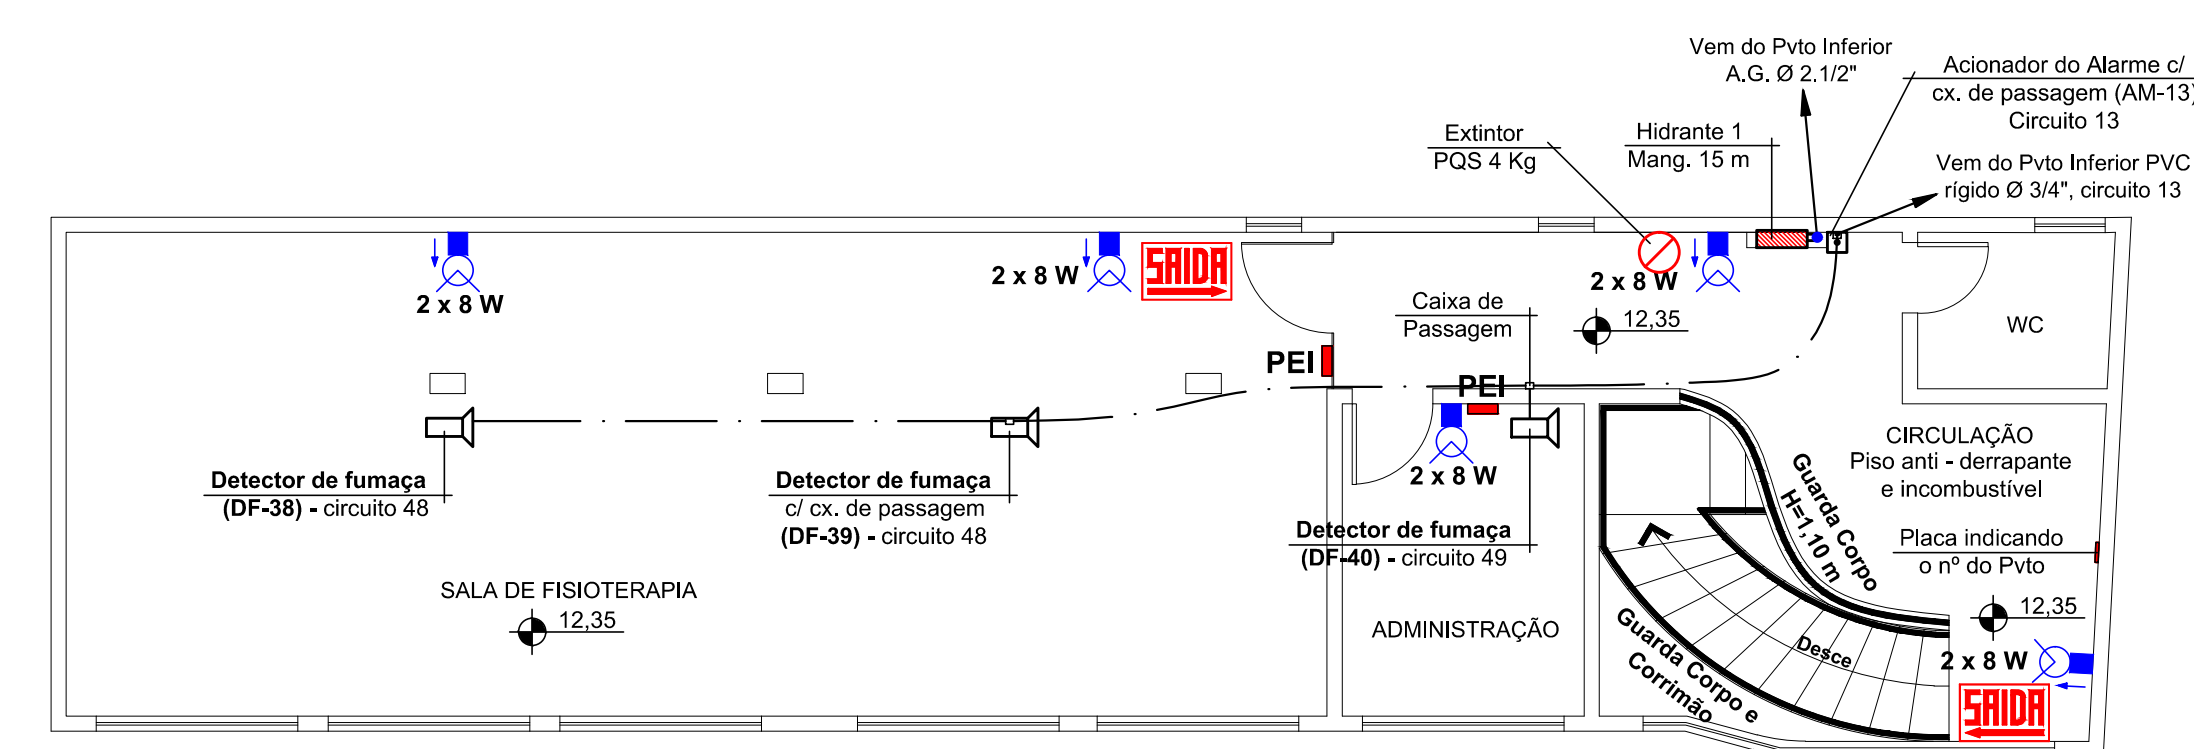 Vem do Pvto Inferior
A.G. Ø 2.1/2"
Acionador do Alarme c/
cx. de passagem (AM-13)
Circuito 13
Extintor
PQS 4 Kg
Hidrante 1
Mang. 15 m
Vem do Pvto Inferior PVC
rígido Ø 3/4", circuito 13
2 x 8 W
2 x 8 W
SAIDA
2 x 8 W
Caixa de
Passagem
12,35
WC
PEI
PEI
2 x 8 W
Detector de fumaça
(DF-38) - circuito 48
Detector de fumaça
c/ cx. de passagem
(DF-39) - circuito 48
Detector de fumaça
(DF-40) - circuito 49
CIRCULAÇÃO
Piso anti - derrapante
e incombustível
Guarda Corpo
H=1,10 m
Placa indicando
o nº do Pvto
SALA DE FISIOTERAPIA
12,35
ADMINISTRAÇÃO
Guarda Corpo e
Corrimão
Desce
12,35
2 x 8 W
SAIDA